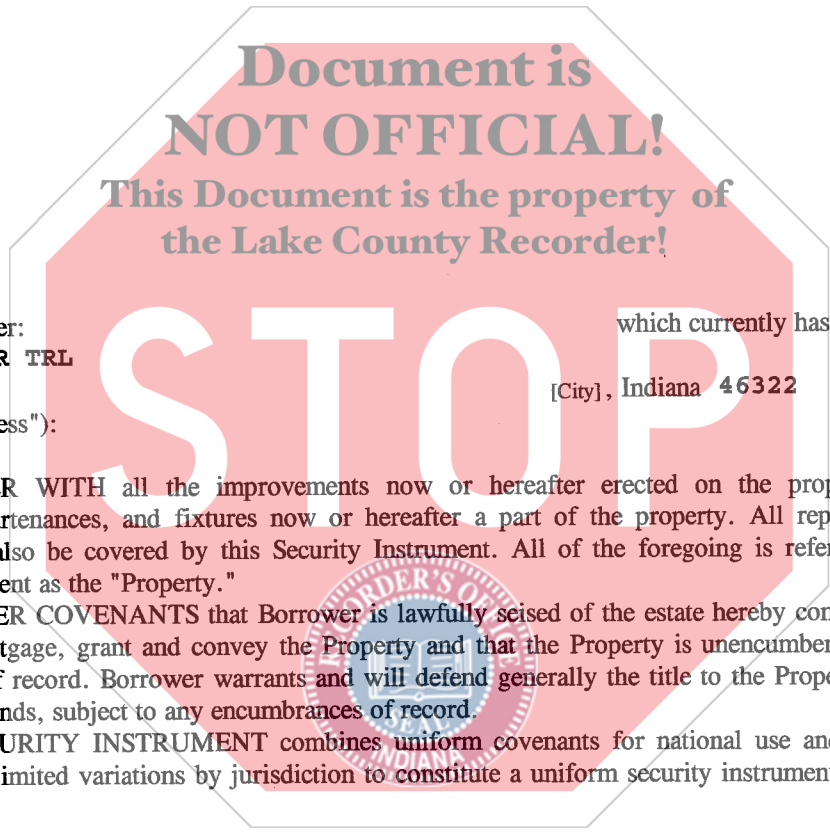 Document is
NOT OFFICIAL!
This Document is the property of
the Lake County Recorder!
STOP
er: which currently has
R TRL
[City], Indiana 46322
ess"):
R WITH all the improvements now or hereafter erected on the prop
rtenances, and fixtures now or hereafter a part of the property. All rep
also be covered by this Security Instrument. All of the foregoing is refer
ent as the "Property."
ER COVENANTS that Borrower is lawfully seised of the estate hereby con
tgage, grant and convey the Property and that the Property is unencumber
f record. Borrower warrants and will defend generally the title to the Prope
nds, subject to any encumbrances of record.
URITY INSTRUMENT combines uniform covenants for national use and
limited variations by jurisdiction to constitute a uniform security instrument
RECORDER'S OFFICE
SEAL
INDIANA